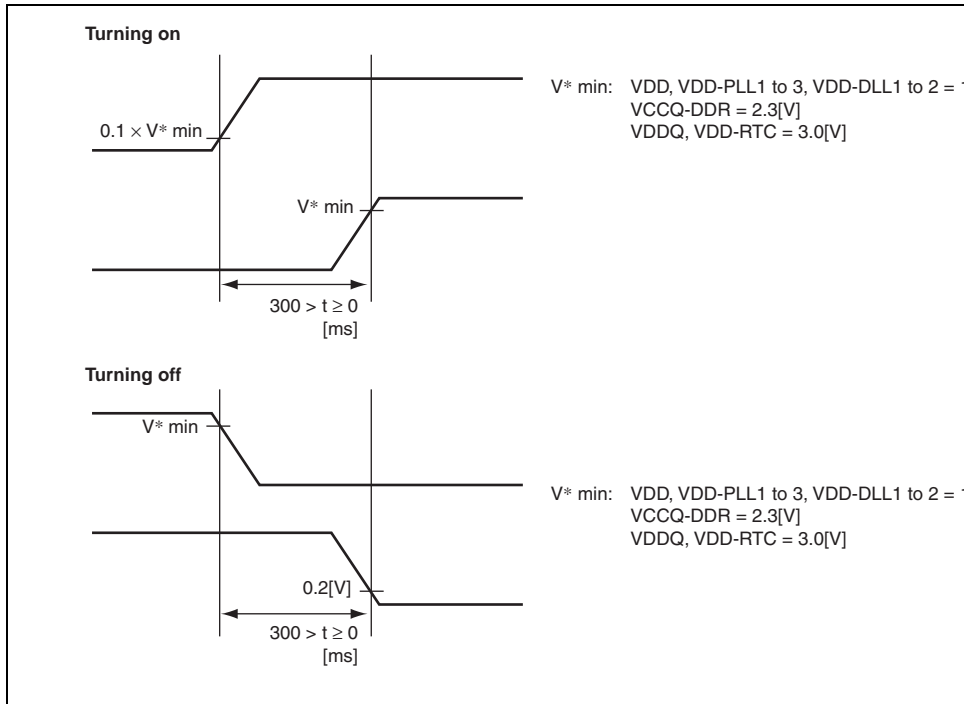 Turning on
V* min: VDD, VDD-PLL1 to 3, VDD-DLL1 to 2 = 
VCCQ-DDR = 2.3[V]
VDDQ, VDD-RTC = 3.0[V]
0.1 × V* min
V* min
300 > t ≥ 0
[ms]
Turning off
V* min
V* min: VDD, VDD-PLL1 to 3, VDD-DLL1 to 2 = 
VCCQ-DDR = 2.3[V]
VDDQ, VDD-RTC = 3.0[V]
0.2[V]
300 > t ≥ 0
[ms]